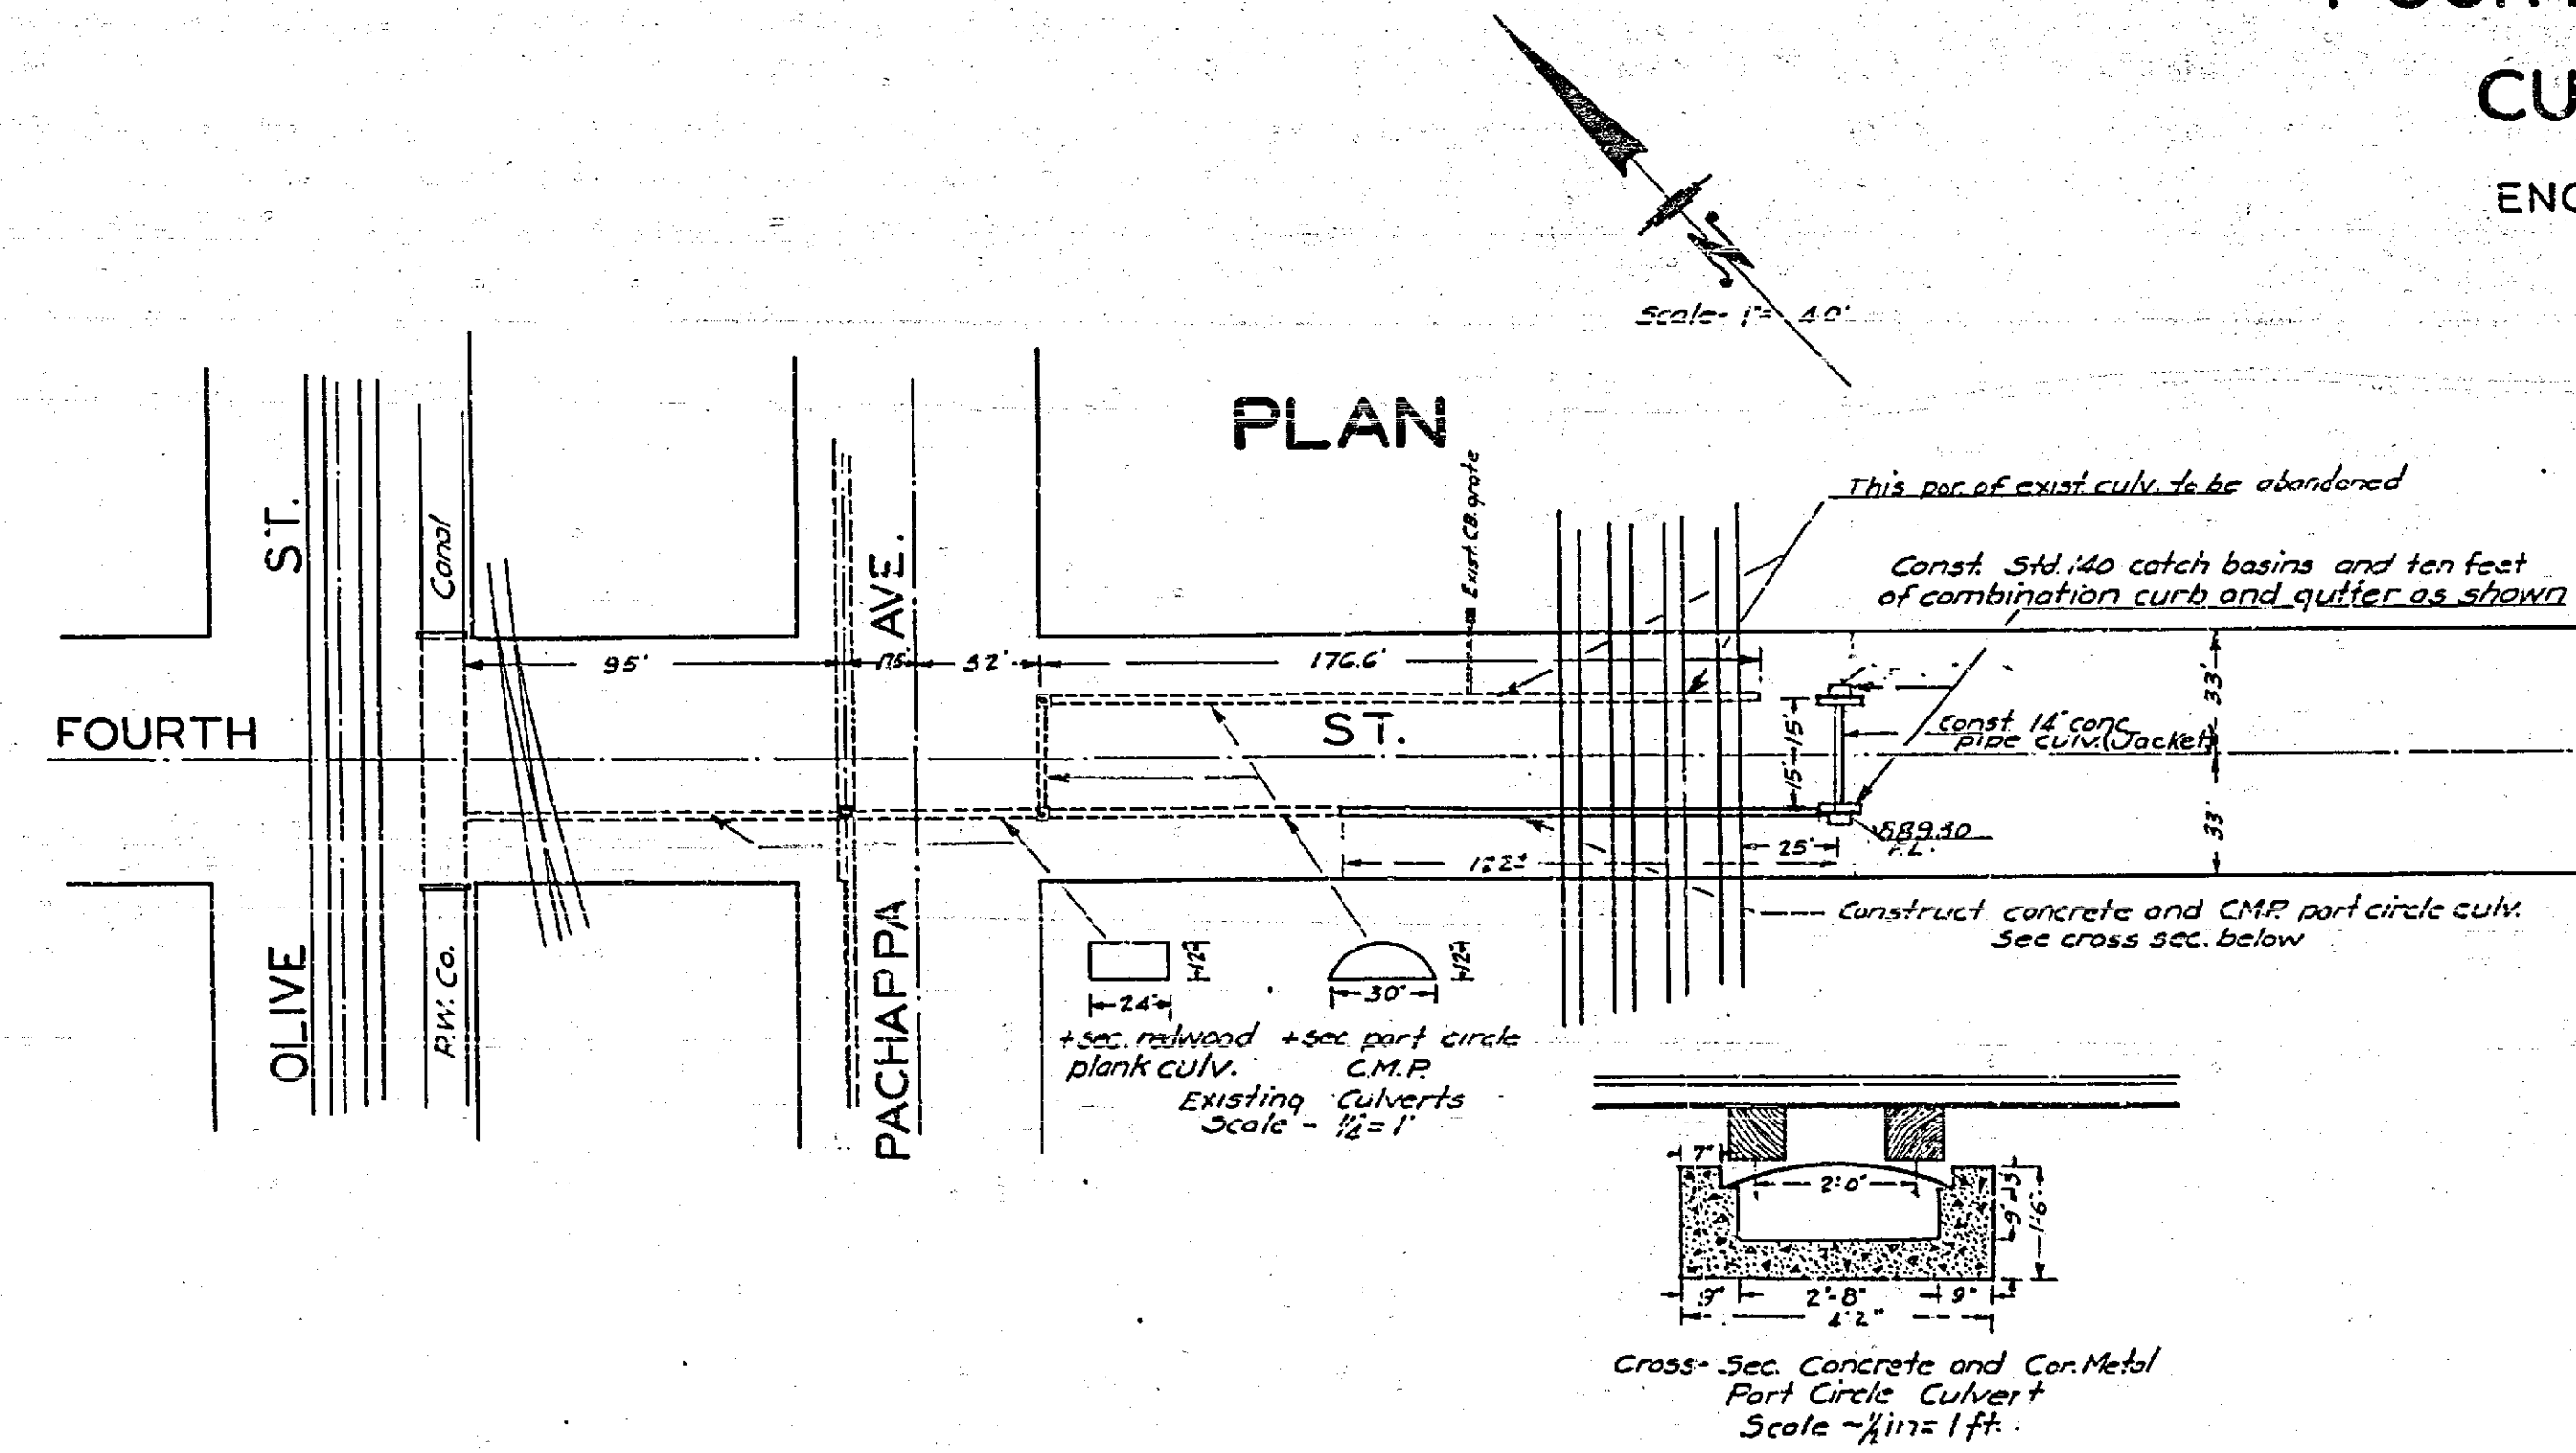 CU
ENG
Scale- 1"= 40'
PLAN
ST.
Canal
AVE.
Exist. C.B. grate
This por. of exist. culv. to be abandoned
Const. Std. 140 catch basins and ten feet
of combination curb and gutter as shown
95'
17.5'
32'
176.6'
33'
FOURTH
ST.
15'
15'
Const. 14" conc.
pipe culv. (Jacket)
33'
889.30
F.L.
25'
122±
Construct concrete and C.M.P. part circle culv.
See cross sec. below
OLIVE
R.W. Co.
PACHAPPA
12"
24"
12"
30"
+ sec. redwood
plank culv.
+ sec. part circle
C.M.P.
Existing Culverts
Scale - ½" = 1'
7"
2'-0"
3"
9"
1'-6"
9"
2'-8"
9"
4'2"
Cross-Sec. Concrete and Cor. Metal
Part Circle Culvert
Scale ~ ½ in = 1 ft.